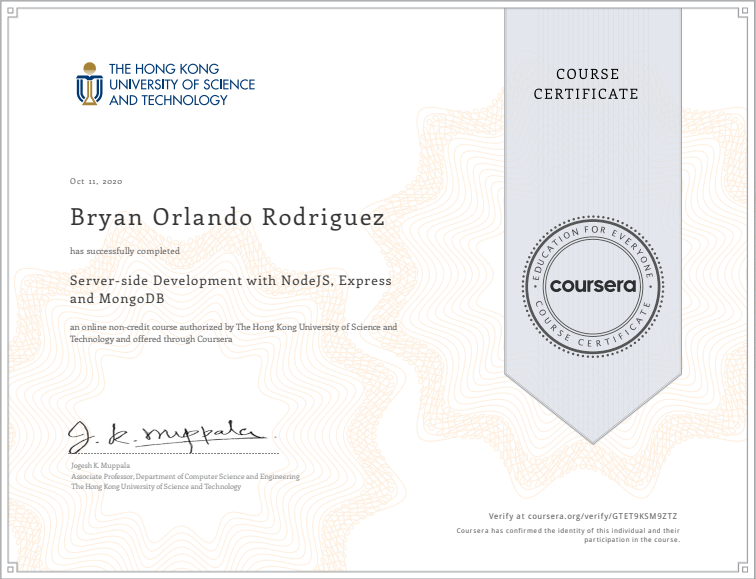 THE HONG KONG
UNIVERSITY OF SCIENCE
AND TECHNOLOGY
COURSE
CERTIFICATE
Oct 11, 2020
Bryan Orlando Rodriguez
has successfully completed
Server-side Development with NodeJS, Express
and MongoDB
an online non-credit course authorized by The Hong Kong University of Science and
Technology and offered through Coursera
EDUCATION FOR EVERYONE
coursera
COURSE CERTIFICATE
J. K. Muppala
Jogesh K. Muppala
Associate Professor, Department of Computer Science and Engineering
The Hong Kong University of Science and Technology
Verify at coursera.org/verify/GTET9KSM9ZTZ
Coursera has confirmed the identity of this individual and their
participation in the course.